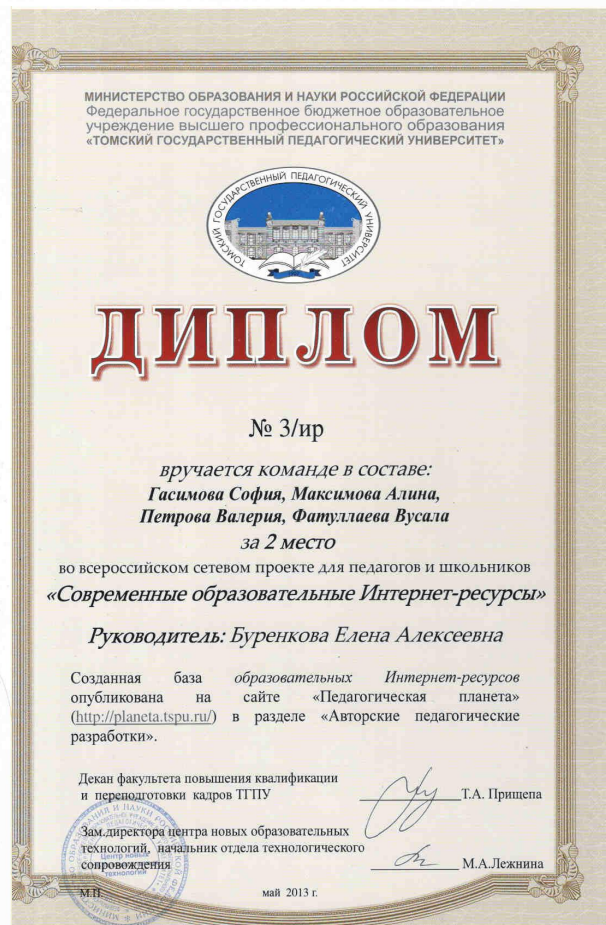 МИНИСТЕРСТВО ОБРАЗОВАНИЯ И НАУКИ РОССИЙСКОЙ ФЕДЕРАЦИИ
Федеральное государственное бюджетное образовательное
учреждение высшего профессионального образования
«ТОМСКИЙ ГОСУДАРСТВЕННЫЙ ПЕДАГОГИЧЕСКИЙ УНИВЕРСИТЕТ»
ТОМСКИЙ ГОСУДАРСТВЕННЫЙ ПЕДАГОГИЧЕСКИЙ УНИВЕРСИТЕТ
ДИПЛОМ
№ 3/ир
вручается команде в составе:
Гасимова София, Максимова Алина,
Петрова Валерия, Фатуллаева Вусала
за 2 место
во всероссийском сетевом проекте для педагогов и школьников
«Современные образовательные Интернет-ресурсы»
Руководитель: Буренкова Елена Алексеевна
Созданная база образовательных Интернет-ресурсов
опубликована на сайте «Педагогическая планета»
(http://planeta.tspu.ru/) в разделе «Авторские педагогические
разработки».
Декан факультета повышения квалификации
и переподготовки кадров ТГПУ
Т.А. Прищепа
Зам.директора центра новых образовательных
технологий, начальник отдела технологического
сопровождения
М.А.Лежнина
Центр новых
технологий
М.П.
май 2013 г.